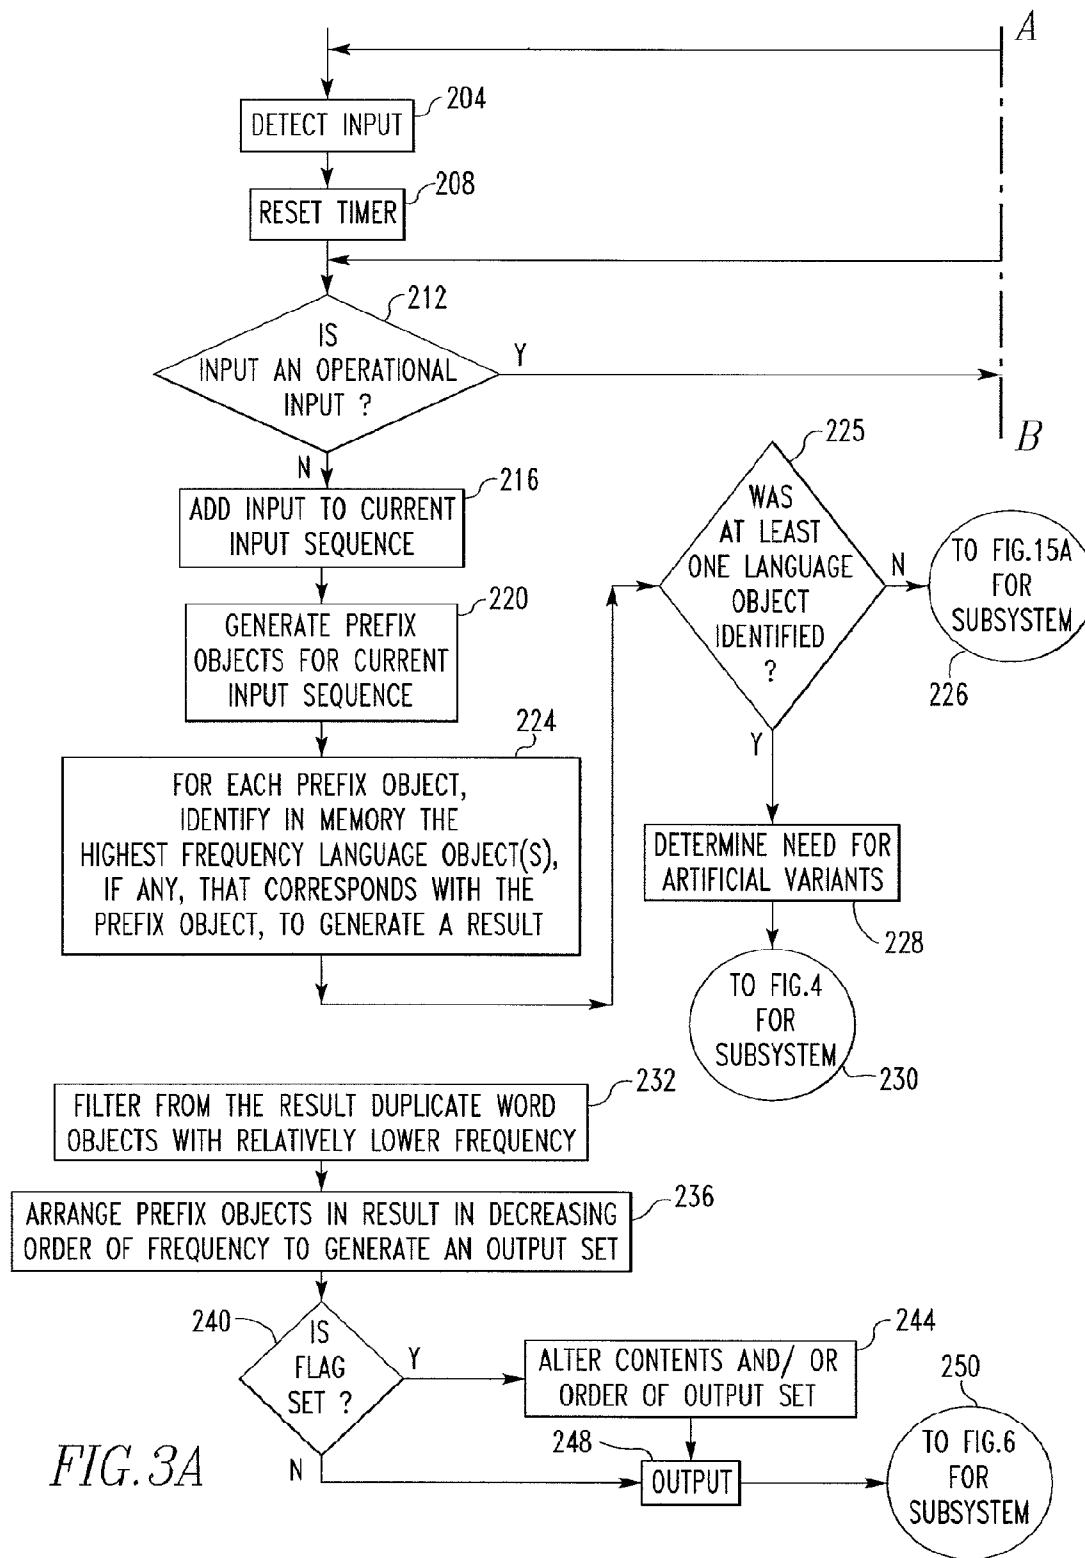 A
204
DETECT INPUT
208
RESET TIMER
212
IS
INPUT AN OPERATIONAL
INPUT ?
Y
B
N
216
ADD INPUT TO CURRENT
INPUT SEQUENCE
220
GENERATE PREFIX
OBJECTS FOR CURRENT
INPUT SEQUENCE
224
FOR EACH PREFIX OBJECT,
IDENTIFY IN MEMORY THE
HIGHEST FREQUENCY LANGUAGE OBJECT(S),
IF ANY, THAT CORRESPONDS WITH THE
PREFIX OBJECT, TO GENERATE A RESULT
225
WAS
AT LEAST
ONE LANGUAGE
OBJECT
IDENTIFIED
?
N
TO FIG.15A
FOR
SUBSYSTEM
226
Y
DETERMINE NEED FOR
ARTIFICIAL VARIANTS
228
TO FIG.4
FOR
SUBSYSTEM
230
232
FILTER FROM THE RESULT DUPLICATE WORD
OBJECTS WITH RELATIVELY LOWER FREQUENCY
236
ARRANGE PREFIX OBJECTS IN RESULT IN DECREASING
ORDER OF FREQUENCY TO GENERATE AN OUTPUT SET
240
IS
FLAG
SET ?
Y
244
ALTER CONTENTS AND/ OR
ORDER OF OUTPUT SET
N
248
OUTPUT
250
TO FIG.6
FOR
SUBSYSTEM
FIG.3A